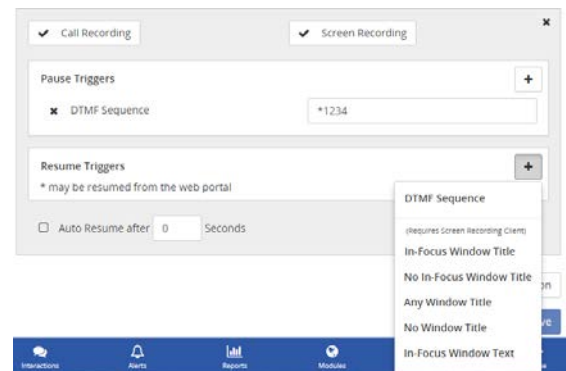 Call Recording
Screen Recording
Pause Triggers
DTMF Sequence
*1234
Resume Triggers
* may be resumed from the web portal
Auto Resume after 0 Seconds
DTMF Sequence
(Requires Screen Recording Client)
In-Focus Window Title
No In-Focus Window Title
Any Window Title
No Window Title
In-Focus Window Text
Interactions
Alerts
Reports
Modules